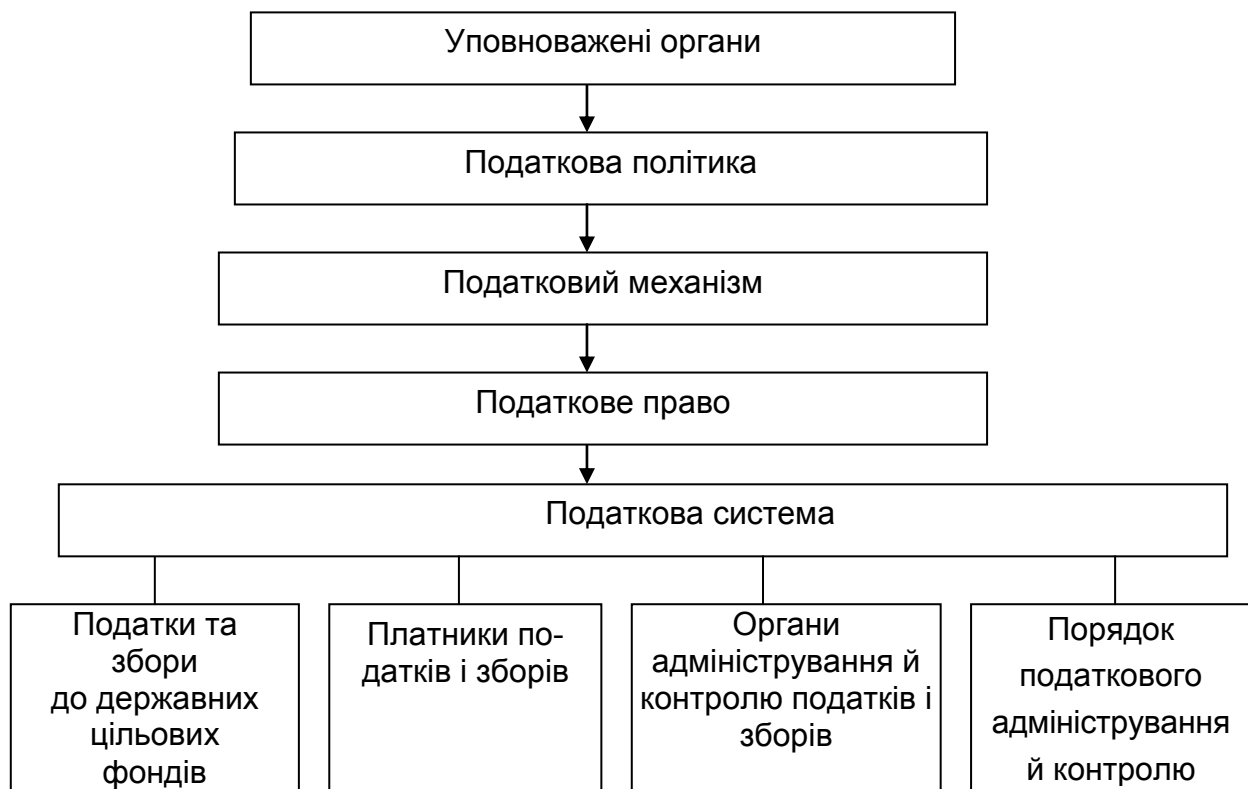 Уповноважені органи
Податкова політика
Податковий механізм
Податкове право
Податкова система
Податки та
збори
до державних
цільових
фондів
Платники по-
датків і зборів
Органи
адміністрування й
контролю податків і
зборів
Порядок
податкового
адміністрування
й контролю